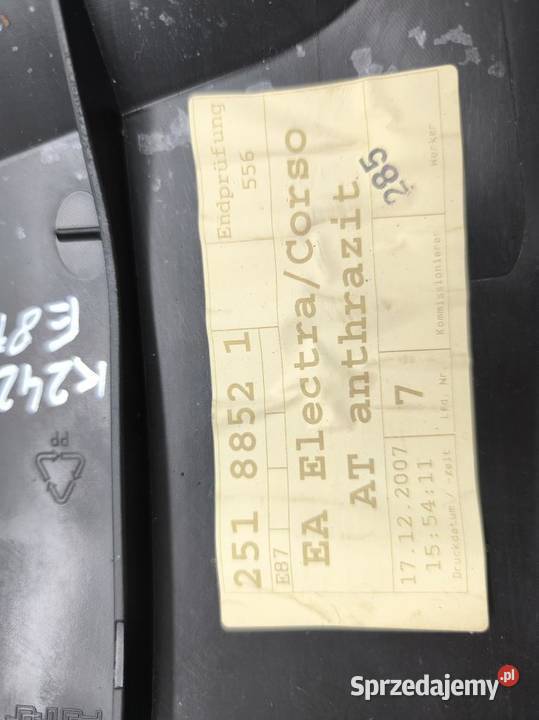 251 8852 1
Endprüfung
556
E87
EA Electra/Corso
AT anthrazit
285
17.12.2007
15:54:11
Druckdatum / -Zeit
7
Lfd. Nr.
Kommissionierer
Werker
K242
E87
PP
Sprzedajemy.pl